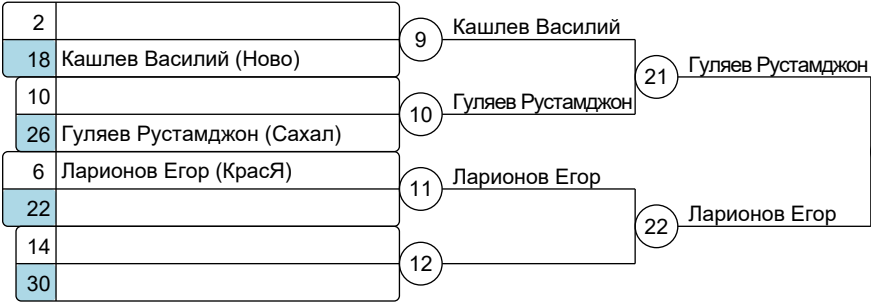 2
18 Кашлев Василий (Ново)
9 Кашлев Василий
10
26 Гуляев Рустамджон (Сахал)
10 Гуляев Рустамджон
21 Гуляев Рустамджон
6 Ларионов Егор (КрасЯ)
22
11 Ларионов Егор
14
30
12
22 Ларионов Егор